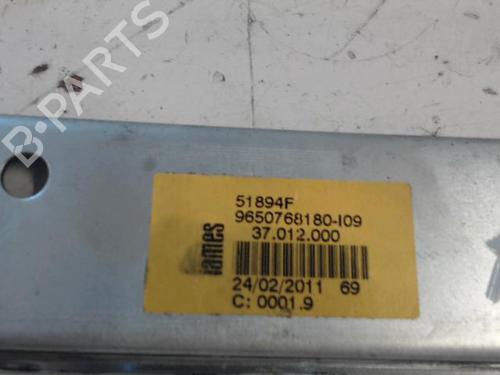 B-PARTS
51894F
9650768180-I09
37.012.000
iames
24/02/2011 69
C: 0001.9